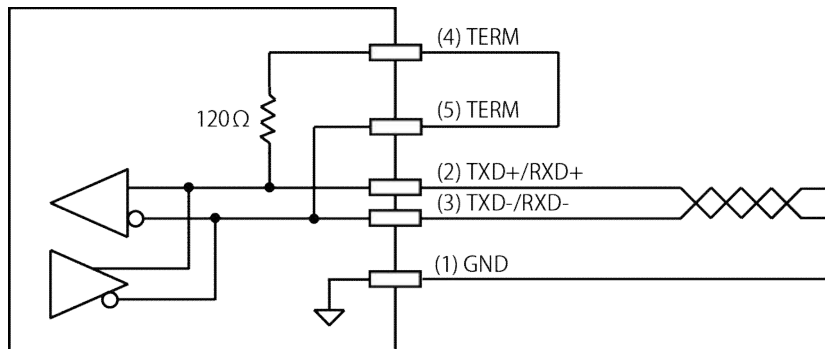 (4) TERM
120Ω
(5) TERM
(2) TXD+/RXD+
(3) TXD-/RXD-
(1) GND